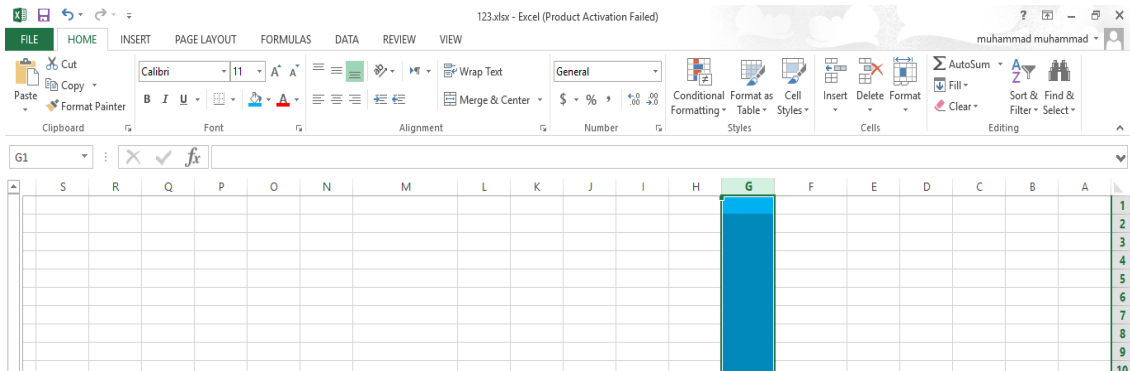 123.xlsx - Excel (Product Activation Failed)
FILE HOME INSERT PAGE LAYOUT FORMULAS DATA REVIEW VIEW muhammad muhammad
Paste
Cut
Copy
Format Painter
Clipboard
Calibri 11
B I U A
Font
Wrap Text
Merge & Center
Alignment
General
$ % ,
Number
Conditional Formatting
Format as Table
Cell Styles
Styles
Insert Delete Format
Cells
AutoSum
Fill
Clear
Sort & Filter
Find & Select
Editing
G1 fx
S R Q P O N M L K J I H G F E D C B A
1
2
3
4
5
6
7
8
9
10